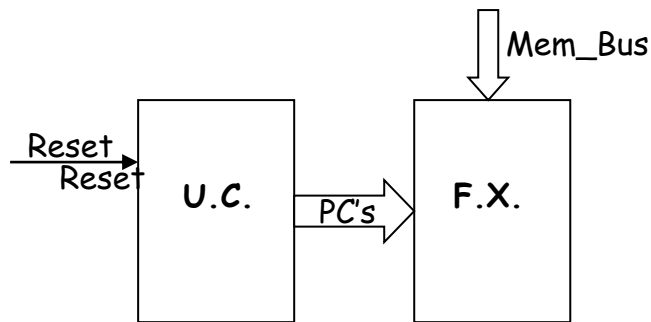 Mem_Bus
Reset
Reset
U.C.
PC's
F.X.